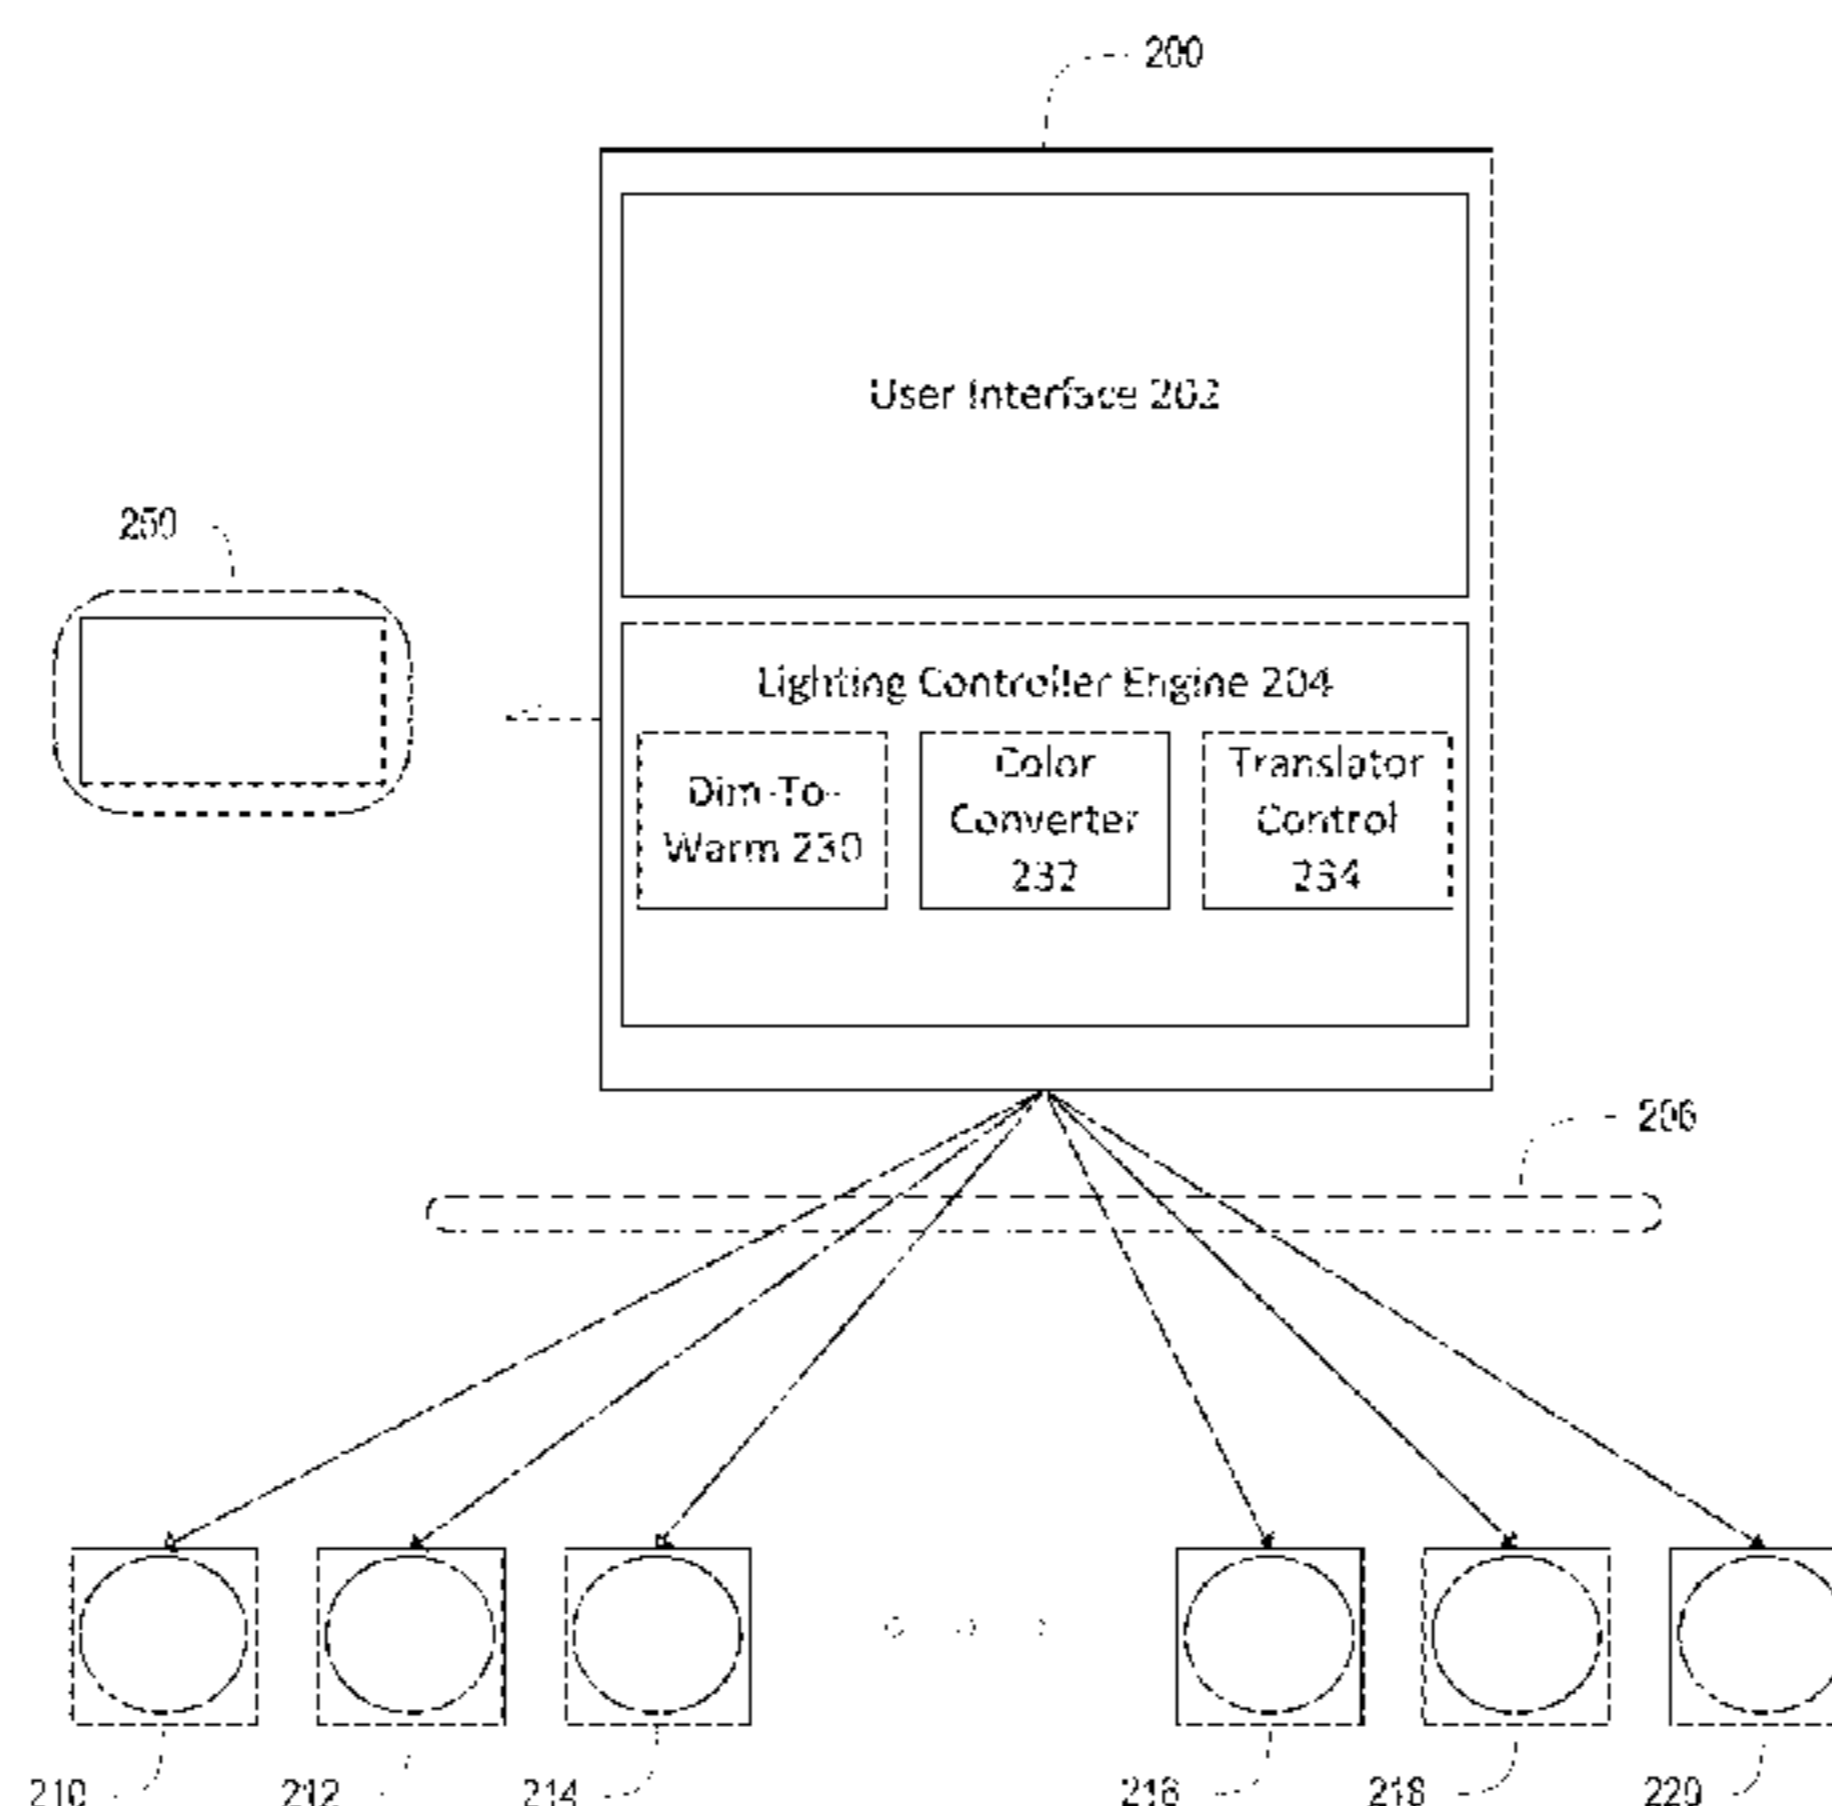 200
User Interface 202
250
Lighting Controller Engine 204
Dim-To-
Warm 230
Color
Converter
232
Translator
Control
234
206
210
212
214
216
218
220